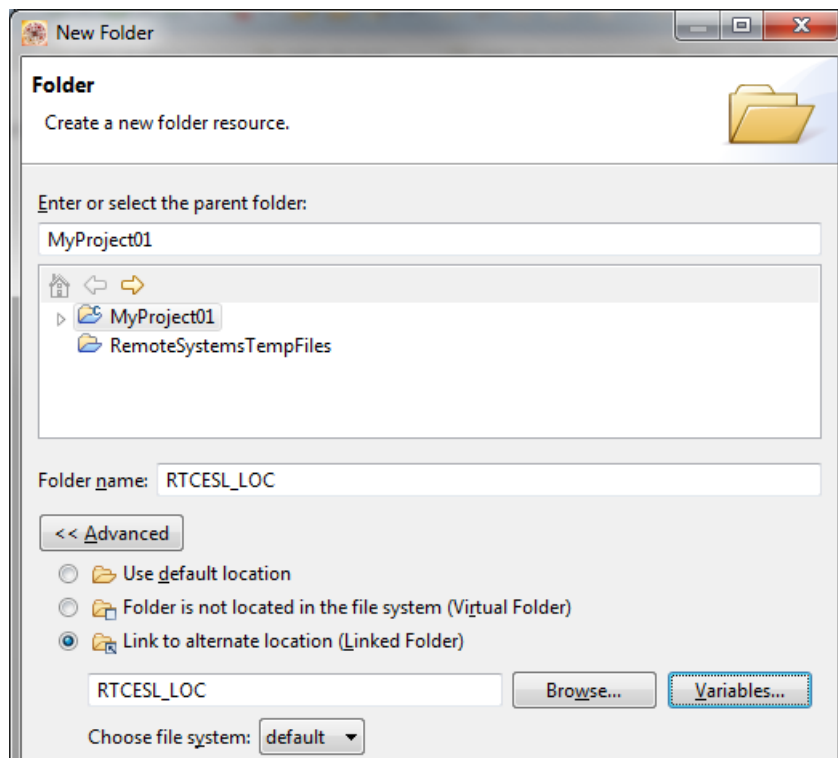 New Folder
Folder
Create a new folder resource.
Enter or select the parent folder:
MyProject01
MyProject01
RemoteSystemsTempFiles
Folder name: RTCESL_LOC
<< Advanced
Use default location
Folder is not located in the file system (Virtual Folder)
Link to alternate location (Linked Folder)
RTCESL_LOC Browse... Variables...
Choose file system: default